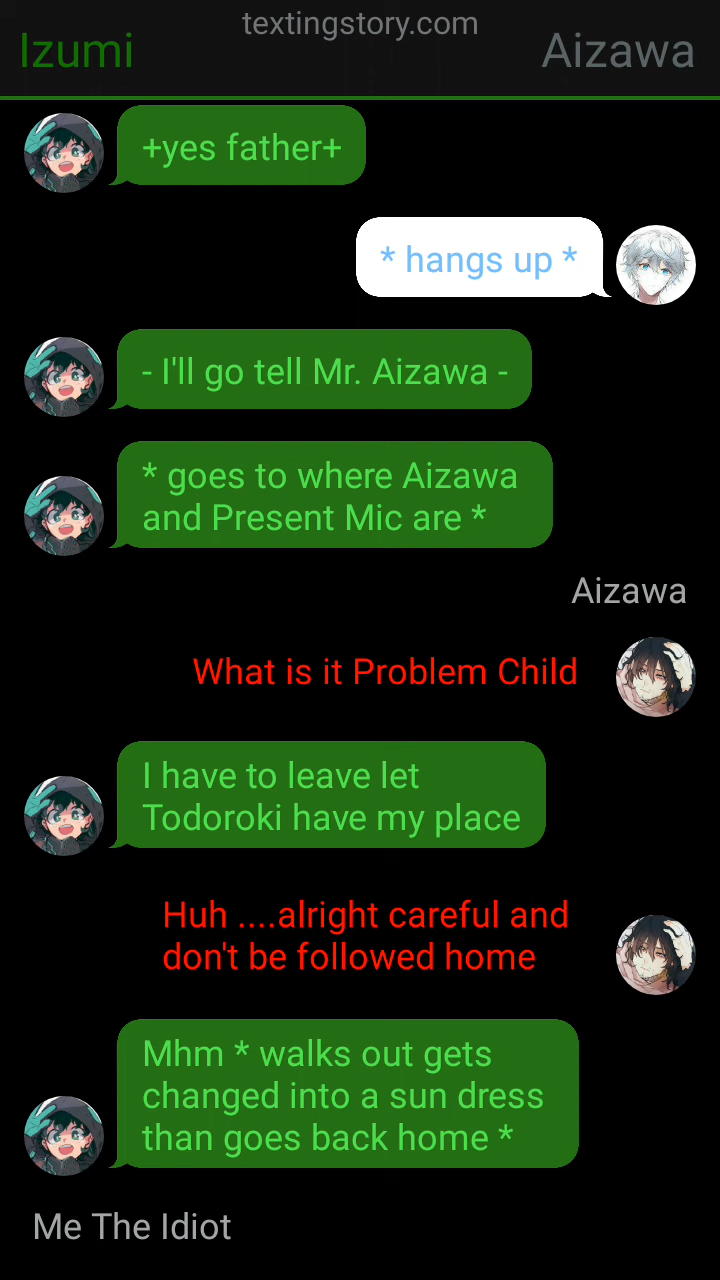 textingstory.com
Izumi
Aizawa
+yes father+
* hangs up *
- I'll go tell Mr. Aizawa -
* goes to where Aizawa
and Present Mic are *
Aizawa
What is it Problem Child
I have to leave let
Todoroki have my place
Huh ....alright careful and
don't be followed home
Mhm * walks out gets
changed into a sun dress
than goes back home *
Me The Idiot